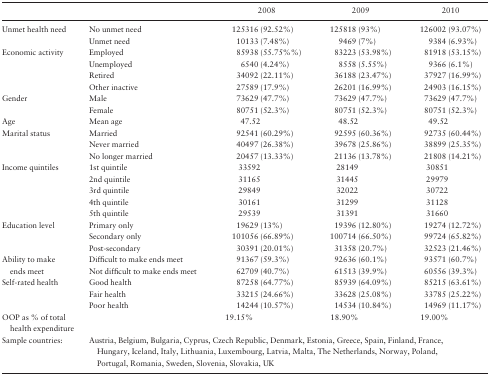 2008 2009 2010
Unmet health need No unmet need 125316 (92.52%) 125818 (93%) 126002 (93.07%)
Unmet need 10133 (7.48%) 9469 (7%) 9384 (6.93%)
Economic activity Employed 85938 (55.75%%) 83223 (53.98%) 81918 (53.15%)
Unemployed 6540 (4.24%) 8558 (5.55%) 9366 (6.1%)
Retired 34092 (22.11%) 36188 (23.47%) 37927 (16.99%)
Other inactive 27589 (17.9%) 26201 (16.99%) 24903 (16.15%)
Gender Male 73629 (47.7%) 73629 (47.7%) 73629 (47.7%)
Female 80751 (52.3%) 80751 (52.3%) 80751 (52.3%)
Age Mean age 47.52 48.52 49.52
Marital status Married 92541 (60.29%) 92595 (60.36%) 92735 (60.44%)
Never married 40497 (26.38%) 39678 (25.86%) 38899 (25.35%)
No longer married 20457 (13.33%) 21136 (13.78%) 21808 (14.21%)
Income quintiles 1st quintile 33592 28149 30851
2nd quintile 31165 31445 29979
3rd quintile 29849 32022 30722
4th quintile 30161 31299 31128
5th quintile 29539 31391 31660
Education level Primary only 19629 (13%) 19396 (12.80%) 19274 (12.72%)
Secondary only 101056 (66.89%) 100714 (66.50%) 99724 (65.82%)
Post-secondary 30391 (20.01%) 31358 (20.7%) 32523 (21.46%)
Ability to make Difficult to make ends meet 91367 (59.3%) 92636 (60.1%) 93571 (60.7%)
ends meet Not difficult to make ends meet 62709 (40.7%) 61513 (39.9%) 60556 (39.3%)
Self-rated health Good health 87258 (64.77%) 85939 (64.09%) 85215 (63.61%)
Fair health 33215 (24.66%) 33628 (25.08%) 33785 (25.22%)
Poor health 14244 (10.57%) 14534 (10.84%) 14969 (11.17%)
OOP as % of total 19.15% 18.90% 19.00%
health expenditure
Sample countries: Austria, Belgium, Bulgaria, Cyprus, Czech Republic, Denmark, Estonia, Greece, Spain, Finland, France,
Hungary, Iceland, Italy, Lithuania, Luxembourg, Latvia, Malta, The Netherlands, Norway, Poland,
Portugal, Romania, Sweden, Slovenia, Slovakia, UK